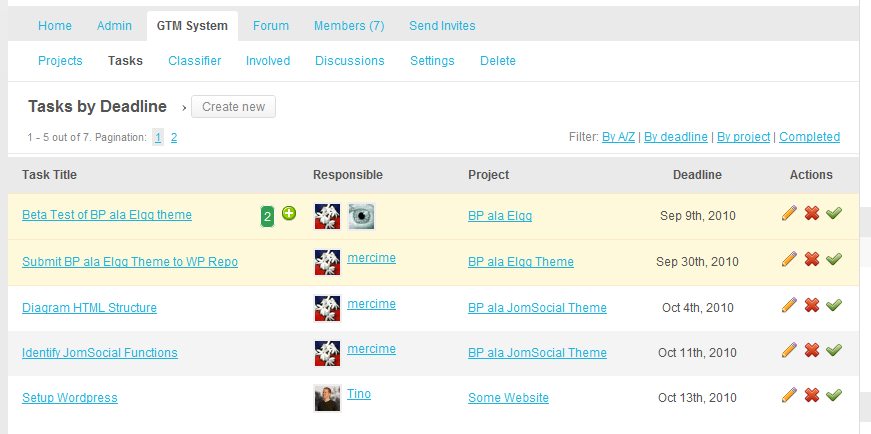 Home Admin GTM System Forum Members (7) Send Invites
Projects Tasks Classifier Involved Discussions Settings Delete
Tasks by Deadline › Create new
1 - 5 out of 7. Pagination: 1 2 Filter: By A/Z | By deadline | By project | Completed
Task Title Responsible Project Deadline Actions
Beta Test of BP ala Elgg theme 2 BP ala Elgg Sep 9th, 2010
Submit BP ala Elgg Theme to WP Repo mercime BP ala Elgg Theme Sep 30th, 2010
Diagram HTML Structure mercime BP ala JomSocial Theme Oct 4th, 2010
Identify JomSocial Functions mercime BP ala JomSocial Theme Oct 11th, 2010
Setup Wordpress Tino Some Website Oct 13th, 2010